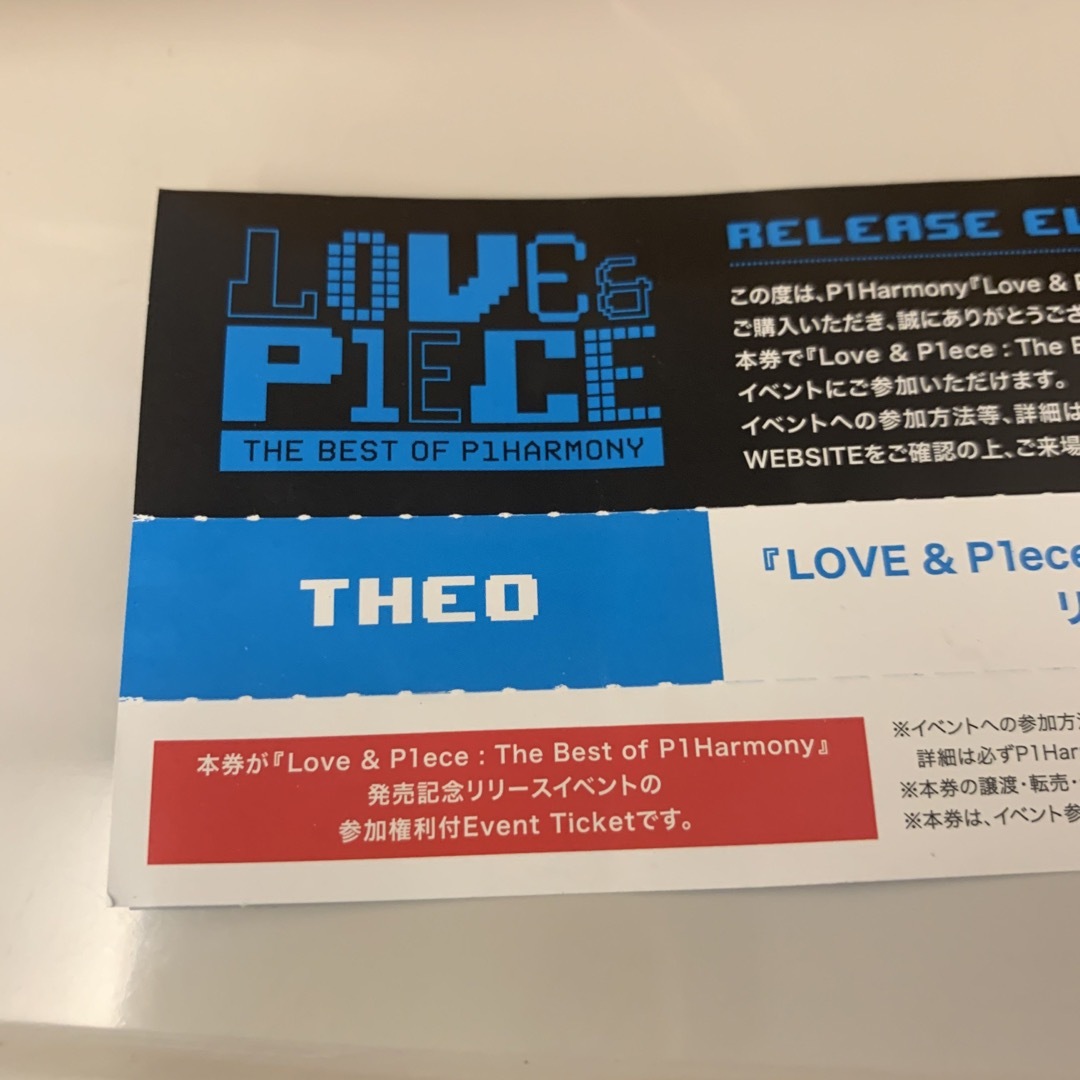 LOVE&
P1ECE
THE BEST OF P1HARMONY
RELEASE
この度は、P1Harmony『Love &
ご購入いただき、誠にありがとうござ
本券で『Love & P1ece : The
イベントにご参加いただけます。
イベントへの参加方法等、詳細は
WEBSITEをご確認の上、ご来場
THEO
『LOVE & P1ece
リ
本券が『Love & P1ece : The Best of P1Harmony』
発売記念リリースイベントの
参加権利付Event Ticketです。
※イベントへの参加方法
詳細は必ずP1Har
※本券の譲渡・転売・
※本券は、イベント参